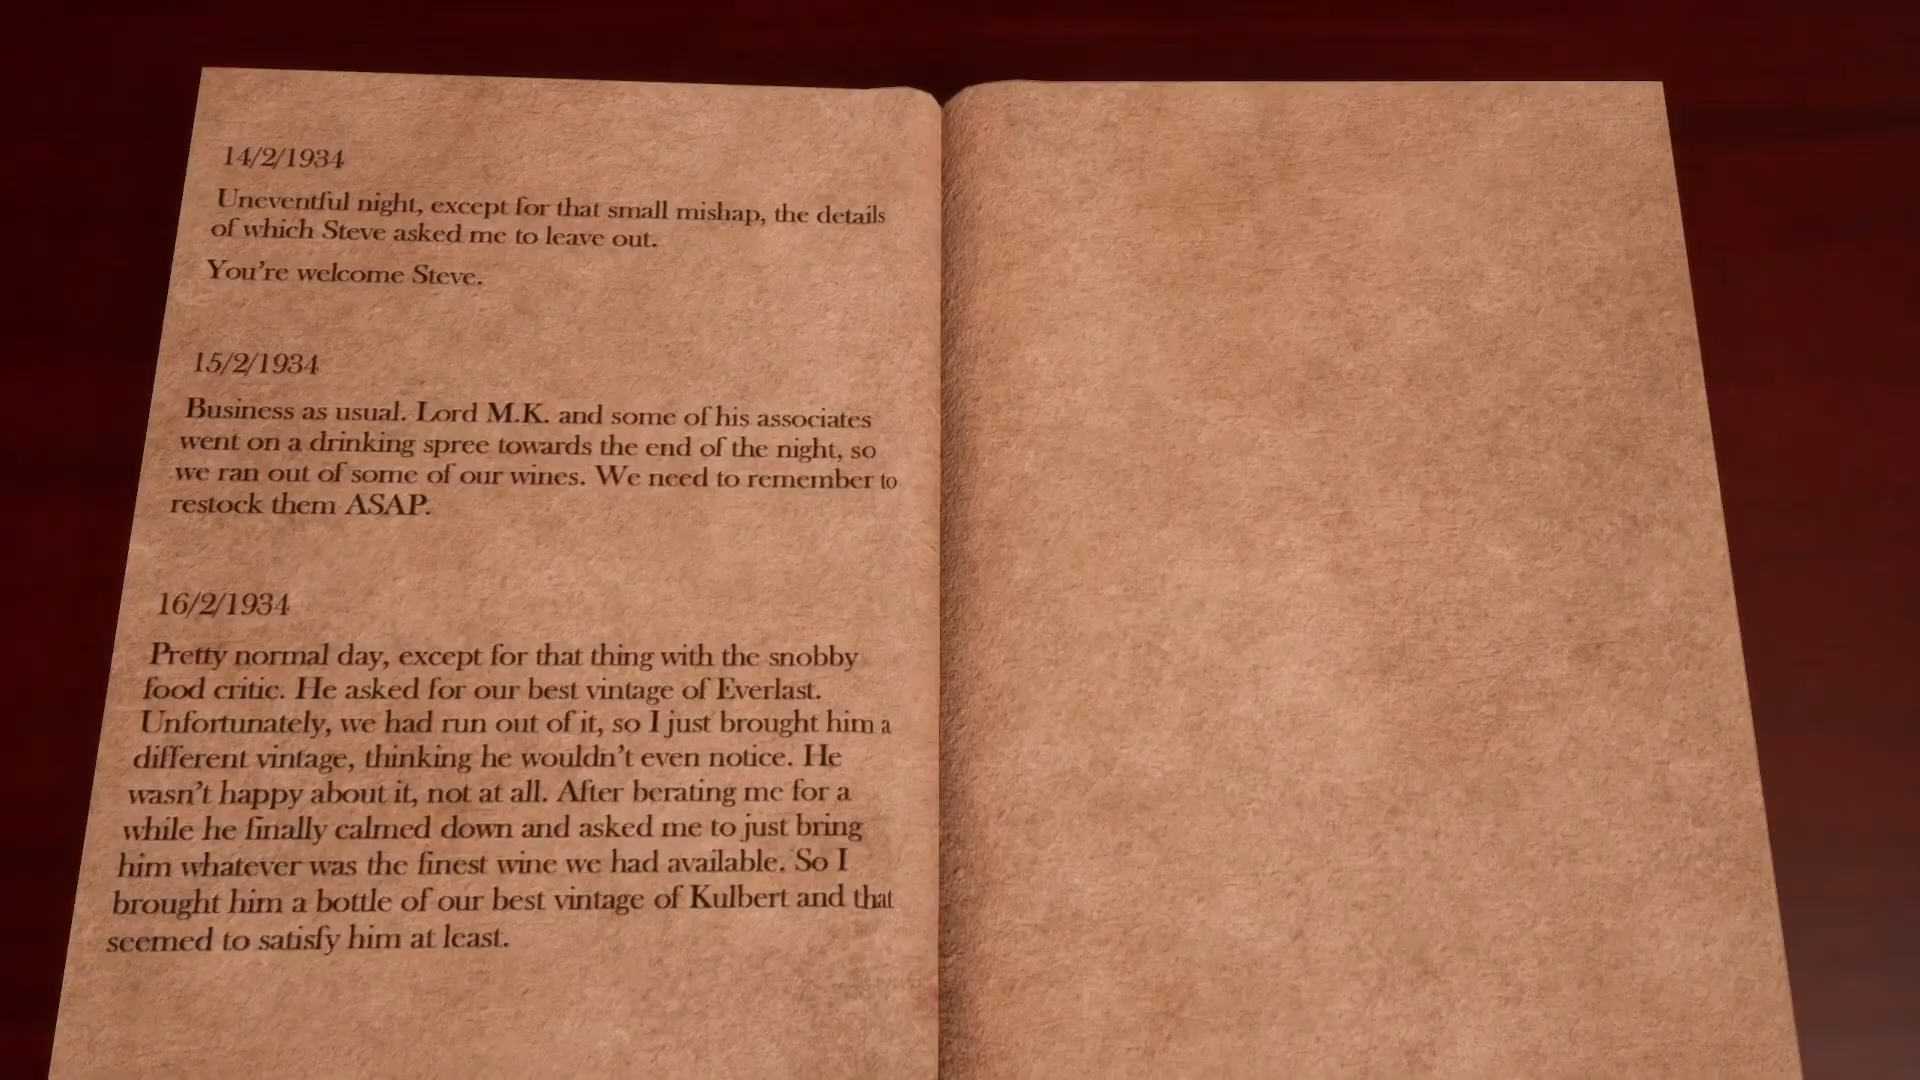 14/2/1934
Uneventful night, except for that small mishap, the details
of which Steve asked me to leave out.
You're welcome Steve.
15/2/1934
Business as usual. Lord M.K. and some of his associates
went on a drinking spree towards the end of the night, so
we ran out of some of our wines. We need to remember to
restock them ASAP.
16/2/1934
Pretty normal day, except for that thing with the snobby
food critic. He asked for our best vintage of Everlast.
Unfortunately, we had run out of it, so I just brought him a
different vintage, thinking he wouldn't even notice. He
wasn't happy about it, not at all. After berating me for a
while he finally calmed down and asked me to just bring
him whatever was the finest wine we had available. So I
brought him a bottle of our best vintage of Kulbert and that
seemed to satisfy him at least.